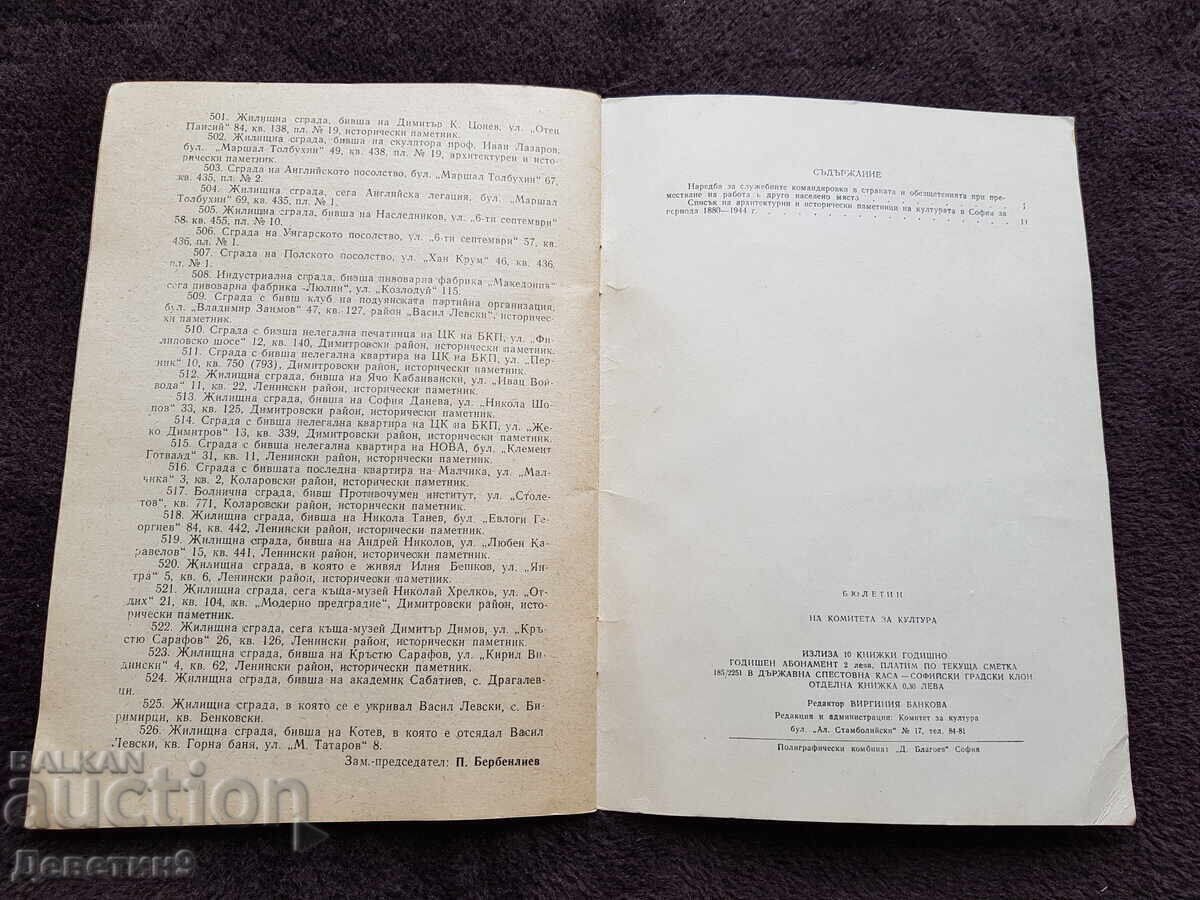 501. Жилищна сграда, бивша на Димитър К. Цонев, ул. „Отец
Паисий“ 84, кв. 138, пл. № 19, исторически паметник.
502. Жилищна сграда, бивша на скулптора проф. Иван Лазаров,
бул. „Маршал Толбухин“ 49, кв. 438, пл. № 19, архитектурен и исто-
рически паметник.
503. Сграда на Английското посолство, бул. „Маршал Толбухин“ 67,
кв. 435, пл. № 2.
504. Жилищна сграда, сега Английска легация, бул. „Маршал
Толбухин“ 69, кв. 435, пл. № 1.
505. Жилищна сграда, бивша на Наследников, ул. „6-ти септември“
58, кв. 455, пл. № 10.
506. Сграда на Унгарското посолство, ул. „6-ти септември“ 57, кв.
436, пл. № 1.
507. Сграда на Полското посолство, ул. „Хан Крум“ 46, кв. 436,
пл. № 1.
508. Индустриална сграда, бивша пивоварна фабрика „Македония“
сега пивоварна фабрика „Люлин“, ул. „Козлодуй“ 115.
509. Сграда с бивш клуб на подуянската партийна организация,
бул. „Владимир Заимов“ 47, кв. 127, район „Васил Левски“, историчес-
ки паметник.
510. Сграда с бивша нелегална печатница на ЦК на БКП, ул. „Фи-
липовско шосе“ 12, кв. 140, Димитровски район, исторически паметник.
511. Сграда с бивша нелегална квартира на ЦК на БКП, ул. „Пер-
ник“ 10, кв. 750 (793), Димитровски район, исторически паметник.
512. Жилищна сграда, бивша на Ячо Кабаивански, ул. „Иван Вой-
вода“ 11, кв. 22, Ленински район, исторически паметник.
513. Жилищна сграда, бивша на София Данева, ул. „Никола Шо-
пов“ 33, кв. 125, Димитровски район, исторически паметник.
514. Сграда с бивша нелегална квартира на ЦК на БКП, ул. „Же-
ко Димитров“ 13, кв. 339, Димитровски район, исторически паметник.
515. Сграда с бивша нелегална квартира на НОВА, бул. „Клемент
Готвалд“ 31, кв. 11, Ленински район, исторически паметник.
516. Сграда с бившата последна квартира на Малчика, ул. „Мал-
чика“ 3, кв. 2, Коларовски район, исторически паметник.
517. Болнична сграда, бивш Противочумен институт, ул. „Столе-
тов“, кв. 771, Коларовски район, исторически паметник.
518. Жилищна сграда, бивша на Никола Танев, бул. „Евлоги Ге-
оргиев“ 84, кв. 442, Ленински район, исторически паметник.
519. Жилищна сграда, бивша на Андрей Николов, ул. „Любен Ка-
равелов“ 15, кв. 441, Ленински район, исторически паметник.
520. Жилищна сграда, в която е живял Илия Бешков, ул. „Ян-
тра“ 5, кв. 6, Ленински район, исторически паметник.
521. Жилищна сграда, сега къща-музей Николай Хрелков, ул. „От-
дих“ 21, кв. 104, кв. „Модерно предградие“, Димитровски район, исто-
рически паметник.
522. Жилищна сграда, сега къща-музей Димитър Димов, ул. „Кръ-
стю Сарафов“ 26, кв. 126, Ленински район, исторически паметник.
523. Жилищна сграда, бивша на Кръстю Сарафов, ул. „Кирил Ви-
дински“ 4, кв. 62, Ленински район, исторически паметник.
524. Жилищна сграда, бивша на академик Сабатиев, с. Драгалев-
ци.
525. Жилищна сграда, в която се е укривал Васил Левски, с. Би-
римирци, кв. Бенковски.
526. Жилищна сграда, бивша на Котев, в която е отсядал Васил
Левски, кв. Горна баня, ул. „М. Татаров“ 8.
Зам.-председател: П. Бербенлиев
СЪДЪРЖАНИЕ
Наредба за служебните командировки в страната и обезщетенията при пре-
местване на работа в друго населено място . . . . . . . . . . . . . . .
Списък на архитектурни и исторически паметници на културата в София за
периода 1880—1944 г. . . . . . . . . . . . . . . . . . . . . . . 11
БЮЛЕТИН
НА КОМИТЕТА ЗА КУЛТУРА
ИЗЛИЗА 10 КНИЖКИ ГОДИШНО
ГОДИШЕН АБОНАМЕНТ 2 лева, ПЛАТИМ ПО ТЕКУЩА СМЕТКА
185/2251 В ДЪРЖАВНА СПЕСТОВНА КАСА — СОФИЙСКИ ГРАДСКИ КЛОН
ОТДЕЛНА КНИЖКА 0,30 ЛЕВА
Редактор ВИРГИНИЯ БАНКОВА
Редакция и администрация: Комитет за култура
бул. „Ал. Стамболийски“ № 17, тел. 84-81
Полиграфически комбинат „Д. Благоев“ София
BALKAN
auction
Деветик9